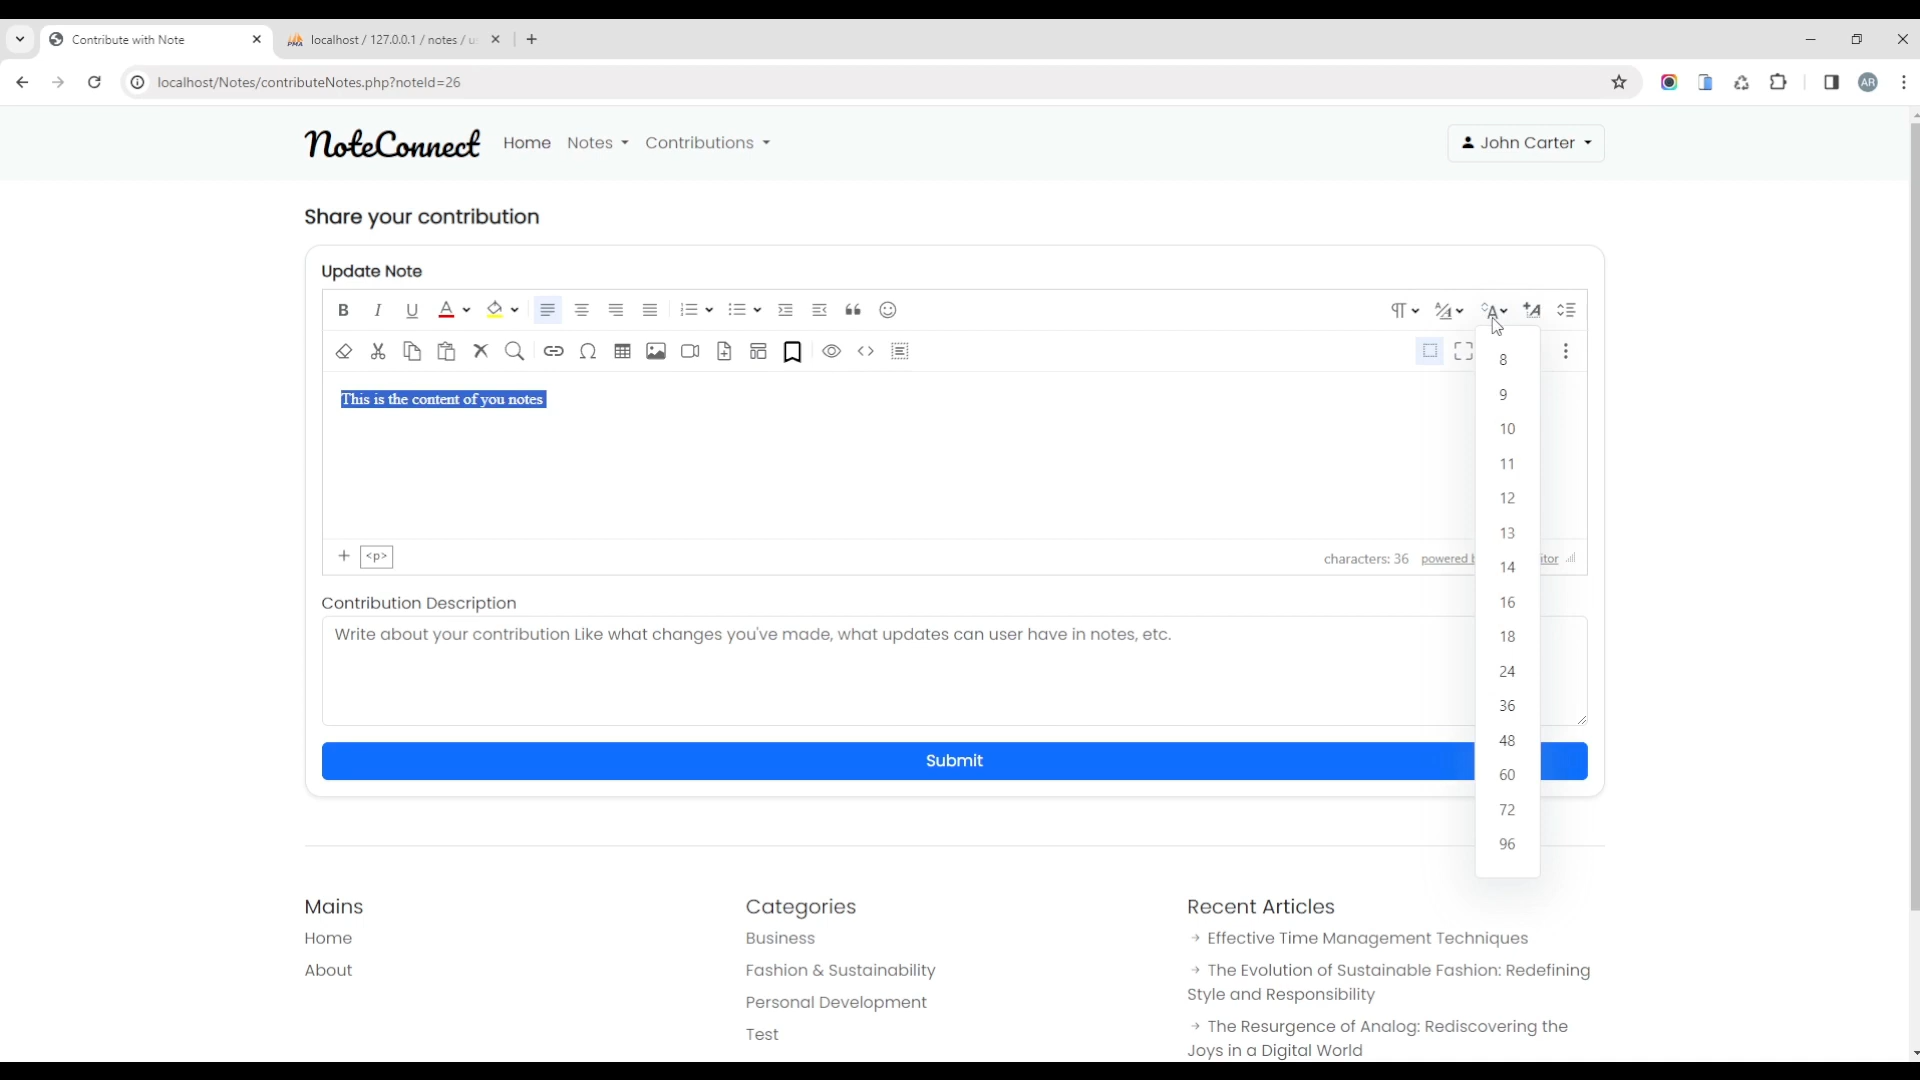 Contribute with Note
localhost / 127.0.0.1 / notes / u
localhost/Notes/contributeNotes.php?noteId=26
AR
NoteConnect Home Notes Contributions John Carter
Share your contribution
Update Note
8
9
10
11
12
13
14
16
18
24
36
48
60
72
96
This is the content of you notes
<p> characters: 36 powered
Contribution Description
Write about your contribution Like what changes you've made, what updates can user have in notes, etc.
Submit
Mains
Home
About
Categories
Business
Fashion & Sustainability
Personal Development
Test
Recent Articles
→ Effective Time Management Techniques
→ The Evolution of Sustainable Fashion: Redefining
Style and Responsibility
→ The Resurgence of Analog: Rediscovering the
Joys in a Digital World